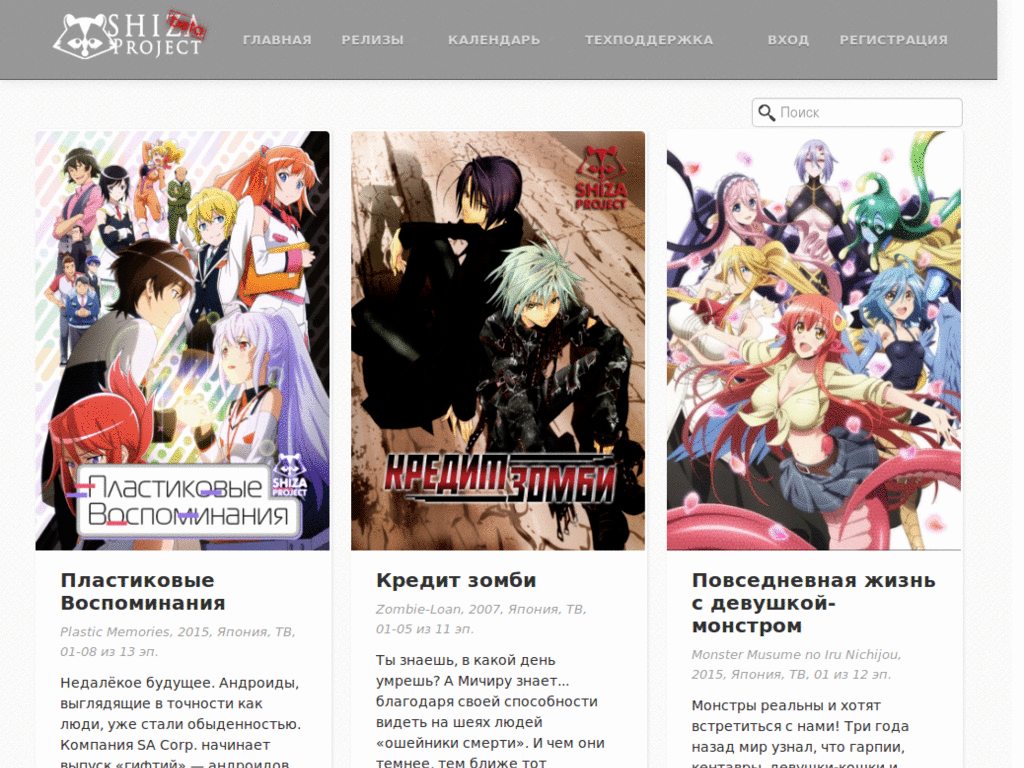 SHIZA
PROJECT
ГЛАВНАЯ
РЕЛИЗЫ
КАЛЕНДАРЬ
ТЕХПОДДЕРЖКА
ВХОД
РЕГИСТРАЦИЯ
Поиск
Пластиковые
Воспоминания
SHIZA
PROJECT
SHIZA
PROJECT
КРЕДИТ ЗОМБИ
Пластиковые
Воспоминания
Plastic Memories, 2015, Япония, ТВ,
01-08 из 13 эп.
Недалёкое будущее. Андроиды,
выглядящие в точности как
люди, уже стали обыденностью.
Компания SA Corp. начинает
выпуск «гифтий» — андроидов
Кредит зомби
Zombie-Loan, 2007, Япония, ТВ,
01-05 из 11 эп.
Ты знаешь, в какой день
умрешь? А Мичиру знает...
благодаря своей способности
видеть на шеях людей
«ошейники смерти». И чем они
темнее, тем ближе тот
Повседневная жизнь
с девушкой-
монстром
Monster Musume no Iru Nichijou,
2015, Япония, ТВ, 01 из 12 эп.
Монстры реальны и хотят
встретиться с нами! Три года
назад мир узнал, что гарпии,
кентавры, девушки-кошки и